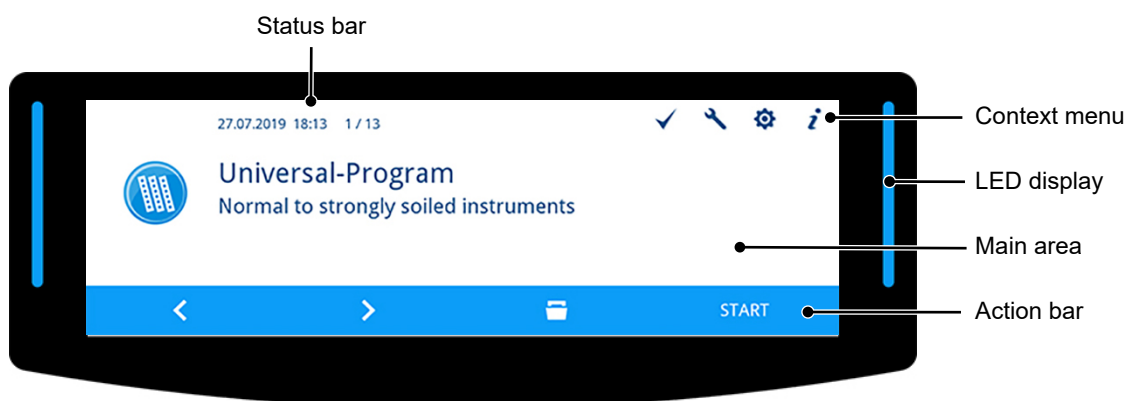 Status bar
27.07.2019 18:13 1 / 13
Context menu
Universal-Program
LED display
Normal to strongly soiled instruments
Main area
START
Action bar